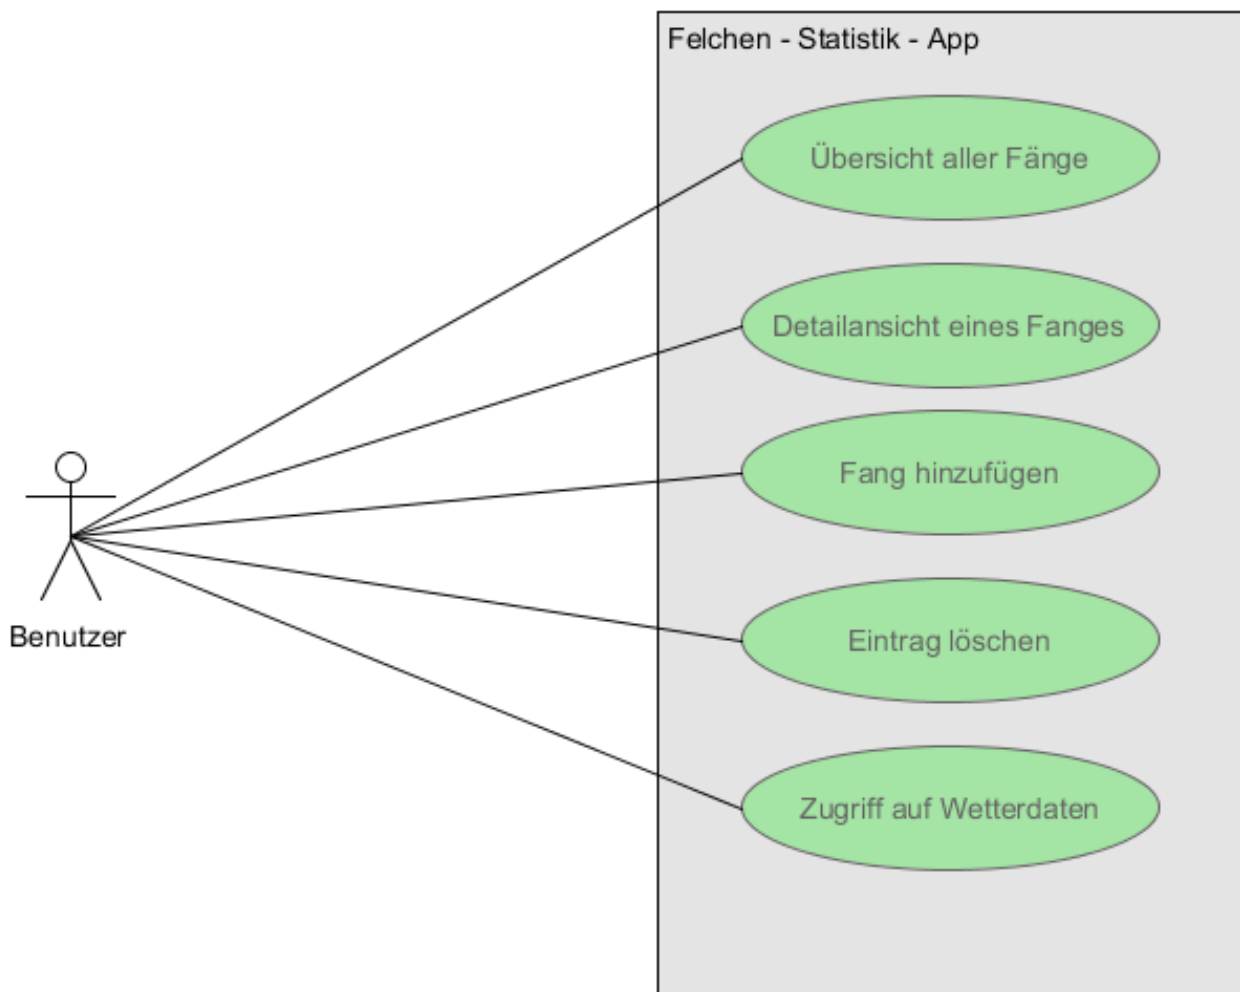 Felchen - Statistik - App
Übersicht aller Fänge
Detailansicht eines Fanges
Fang hinzufügen
Eintrag löschen
Zugriff auf Wetterdaten
Benutzer